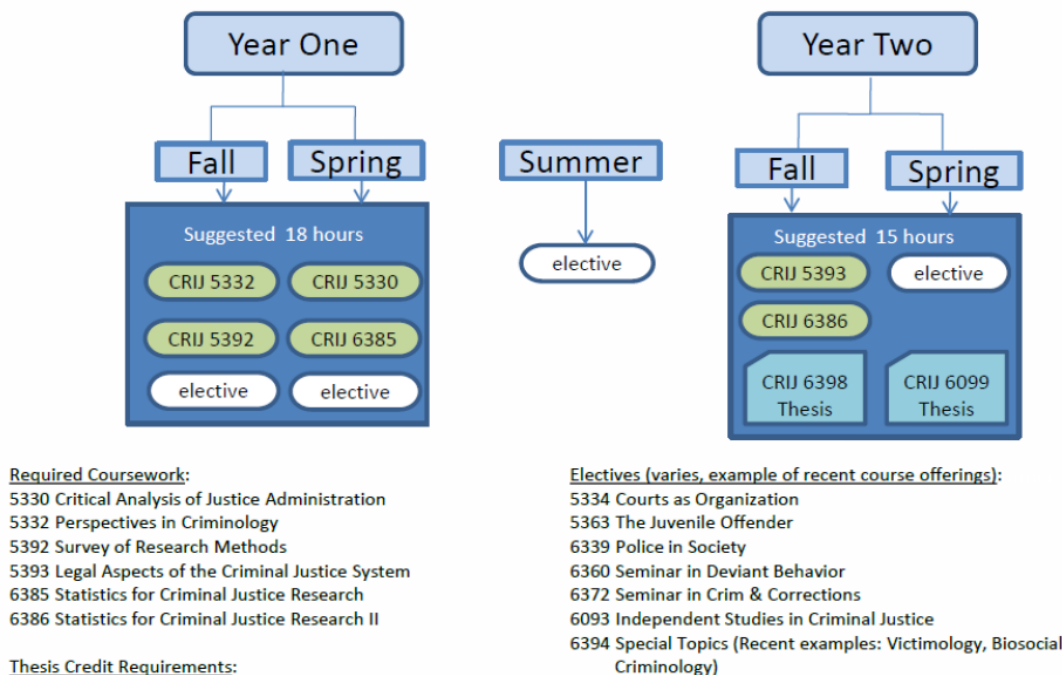 Year One
Year Two
Fall
Spring
Summer
Fall
Spring
Suggested 18 hours
CRIJ 5332
CRIJ 5330
CRIJ 5392
CRIJ 6385
elective
elective
elective
Suggested 15 hours
CRIJ 5393
elective
CRIJ 6386
CRIJ 6398
Thesis
CRIJ 6099
Thesis
Required Coursework:
5330 Critical Analysis of Justice Administration
5332 Perspectives in Criminology
5392 Survey of Research Methods
5393 Legal Aspects of the Criminal Justice System
6385 Statistics for Criminal Justice Research
6386 Statistics for Criminal Justice Research II
Thesis Credit Requirements:
Electives (varies, example of recent course offerings):
5334 Courts as Organization
5363 The Juvenile Offender
6339 Police in Society
6360 Seminar in Deviant Behavior
6372 Seminar in Crim & Corrections
6093 Independent Studies in Criminal Justice
6394 Special Topics (Recent examples: Victimology, Biosocial
Criminology)